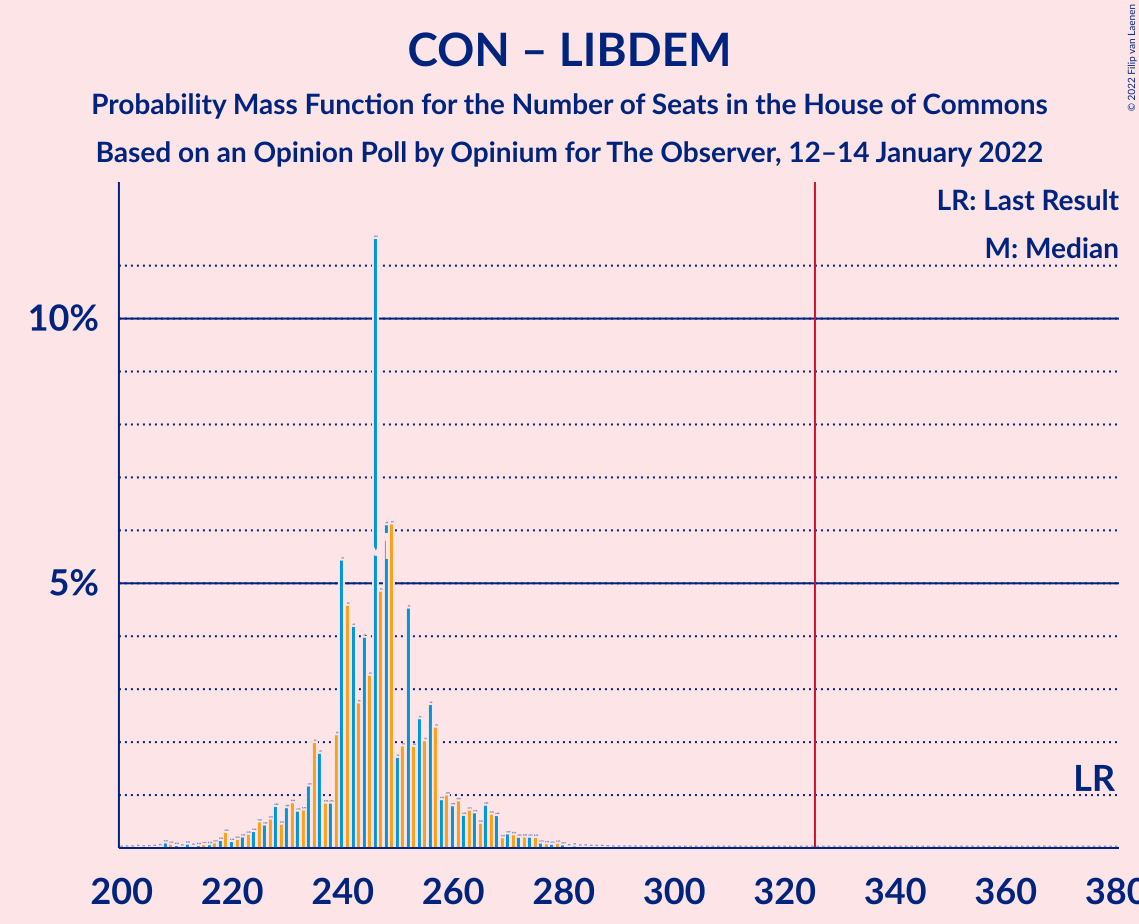 CON – LIBDEM
Probability Mass Function for the Number of Seats in the House of Commons
Based on an Opinion Poll by Opinium for The Observer, 12–14 January 2022
© 2022 Filip van Laenen
LR: Last Result
M: Median
10%
5%
LR
200 220 240 260 280 300 320 340 360 380